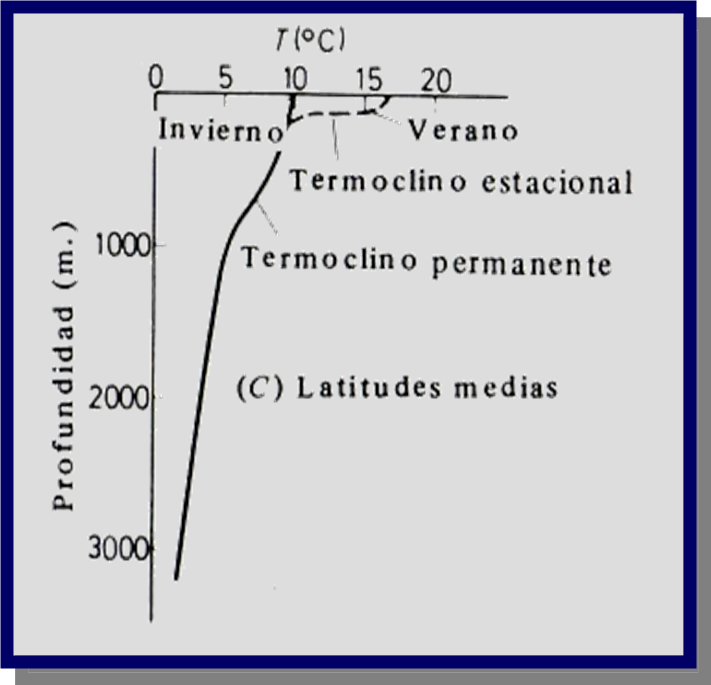 T(°C)
0 5 10 15 20
Invierno Verano
Termoclino estacional
1000
Termoclino permanente
Profundidad (m.)
2000
(C) Latitudes medias
3000